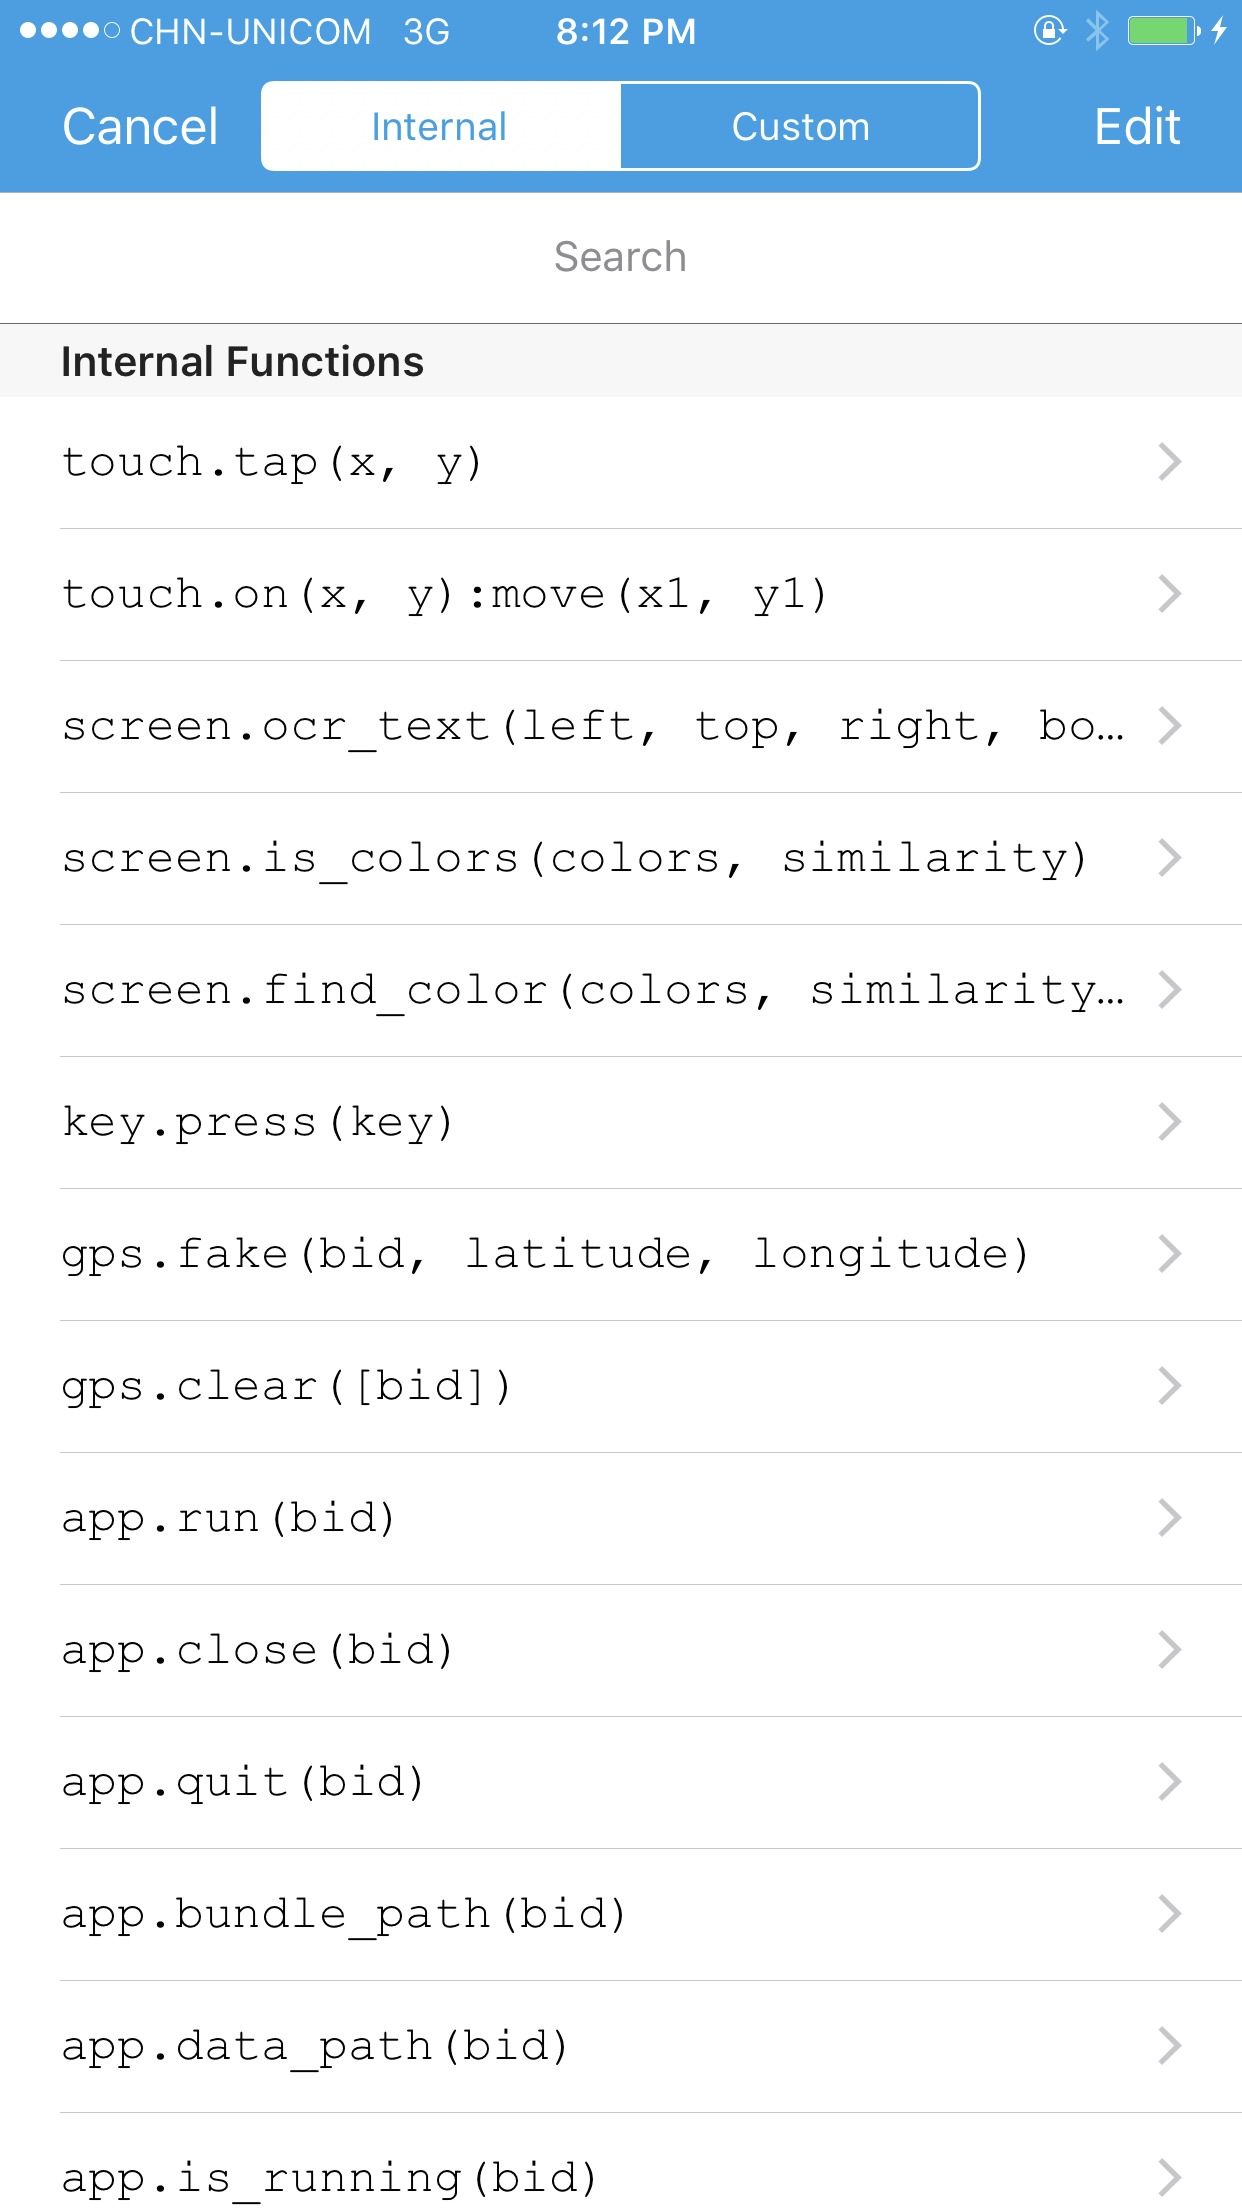 CHN-UNICOM 3G 8:12 PM
Cancel Internal Custom Edit
Search
Internal Functions
touch.tap(x, y)
touch.on(x, y):move(x1, y1)
screen.ocr_text(left, top, right, bo…
screen.is_colors(colors, similarity)
screen.find_color(colors, similarity…
key.press(key)
gps.fake(bid, latitude, longitude)
gps.clear([bid])
app.run(bid)
app.close(bid)
app.quit(bid)
app.bundle_path(bid)
app.data_path(bid)
app.is_running(bid)